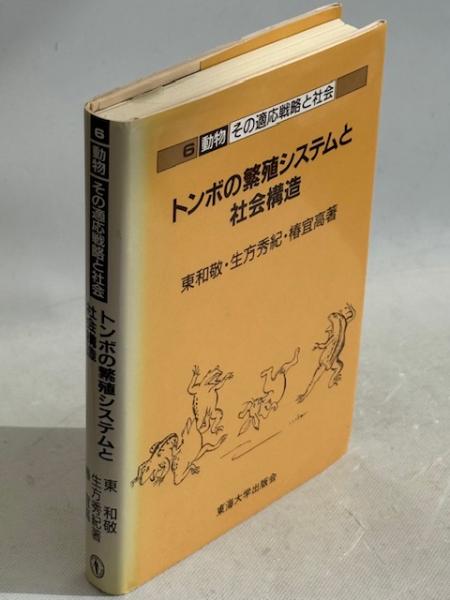 6 動物 その適応戦略と社会
トンボの繁殖システムと
社会構造
東和敬・生方秀紀・椿宜高著
東海大学出版会
6 動物 その適応戦略と社会
トンボの繁殖システムと
社会構造
東 和敬
生方秀紀著